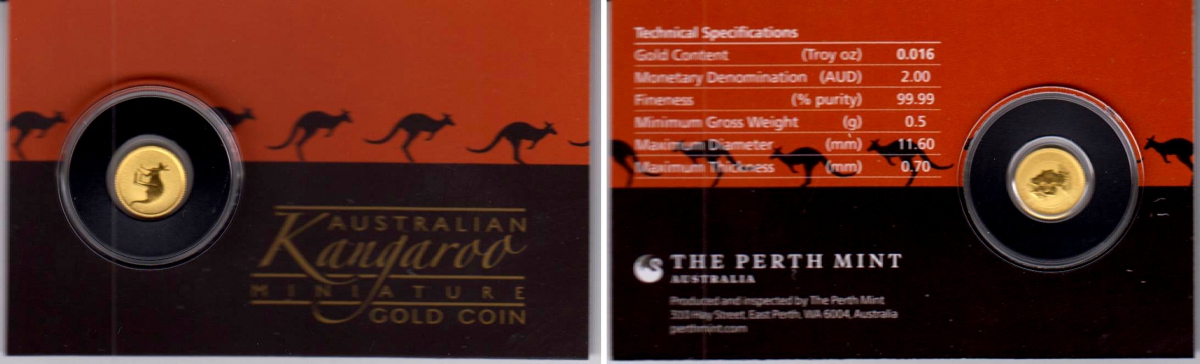 AUSTRALIAN
Kangaroo
MINIATURE
GOLD COIN
Technical Specifications
Gold Content (Troy oz) 0.016
Monetary Denomination (AUD) 2.00
Fineness (% purity) 99.99
Minimum Gross Weight (g) 0.5
Maximum Diameter (mm) 11.60
Maximum Thickness (mm) 0.70
THE PERTH MINT
AUSTRALIA
Produced and inspected by The Perth Mint
300 Hay Street, East Perth, WA 6004, Australia
perthmint.com